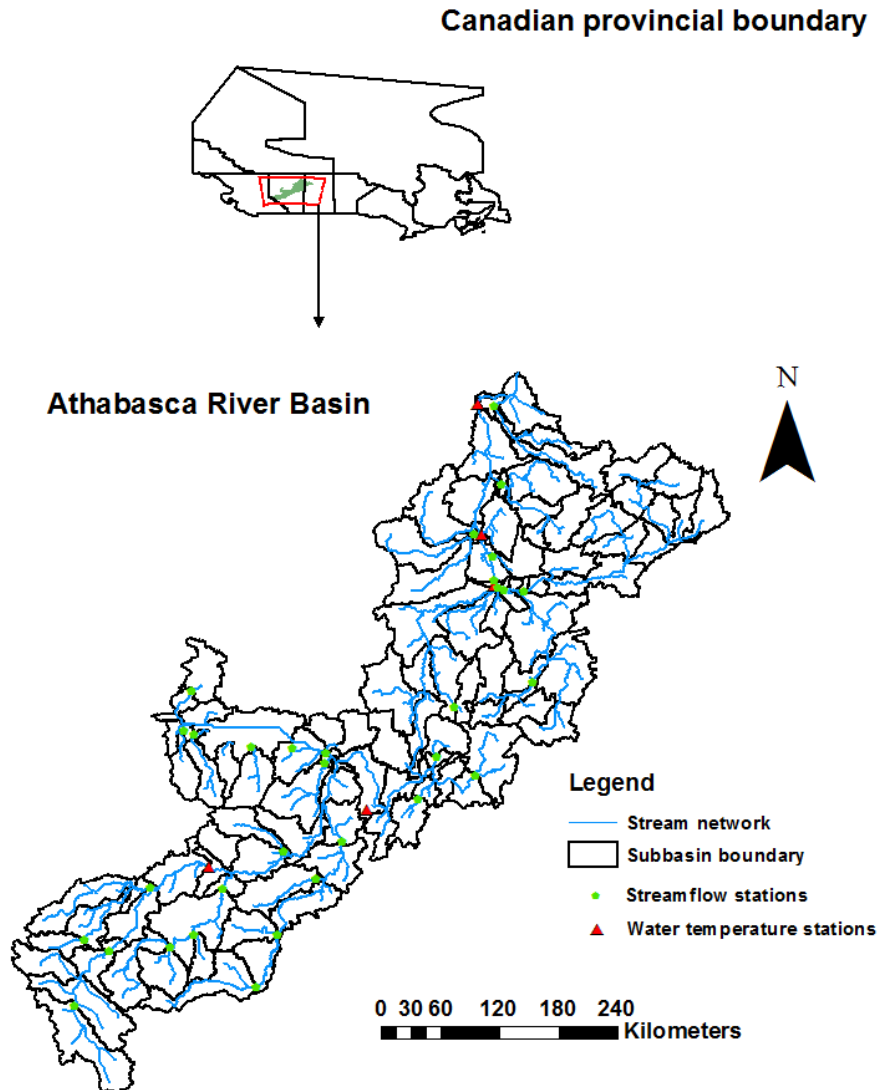 Canadian provincial boundary
Athabasca River Basin
N
Legend
Stream network
Subbasin boundary
Streamflow stations
Water temperature stations
0 30 60 120 180 240
Kilometers